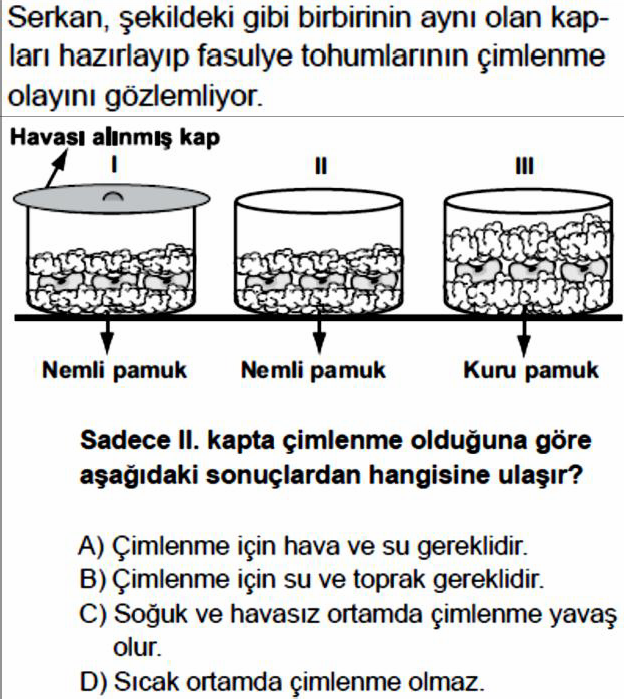 Serkan, şekildeki gibi birbirinin aynı olan kap-
ları hazırlayıp fasulye tohumlarının çimlenme
olayını gözlemliyor.
Havası alınmış kap
I II III
Nemli pamuk Nemli pamuk Kuru pamuk
Sadece II. kapta çimlenme olduğuna göre
aşağıdaki sonuçlardan hangisine ulaşır?
A) Çimlenme için hava ve su gereklidir.
B) Çimlenme için su ve toprak gereklidir.
C) Soğuk ve havasız ortamda çimlenme yavaş
olur.
D) Sıcak ortamda çimlenme olmaz.